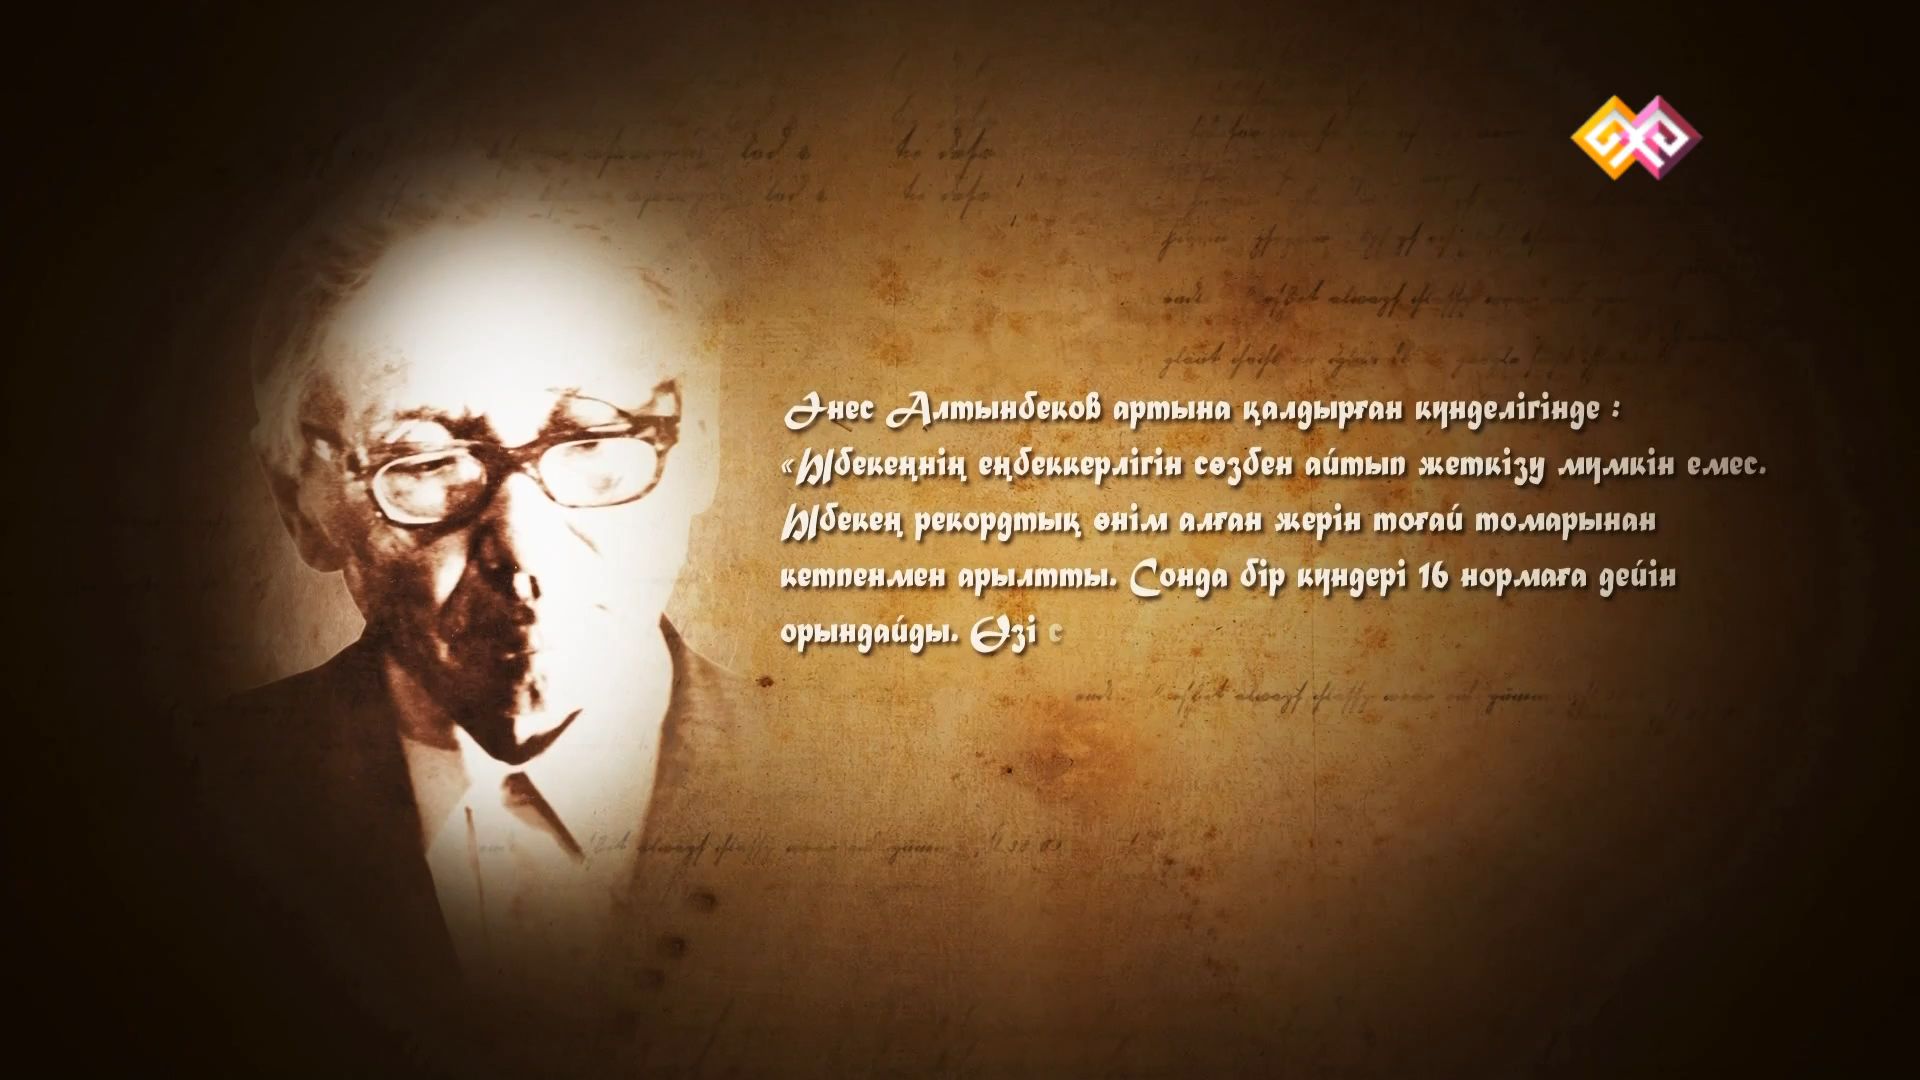 Әнес Алтынбеков артына қалдырған күнделігінде :
«Ыбекеңнің еңбеккерлігін сөзбен айтып жеткізу мүмкін емес.
Ыбекең рекордтық өнім алған жерін тоғай томарынан
кетпенмен арылтты. Сонда бір күндері 16 нормаға дейін
орындайды. Өзі с